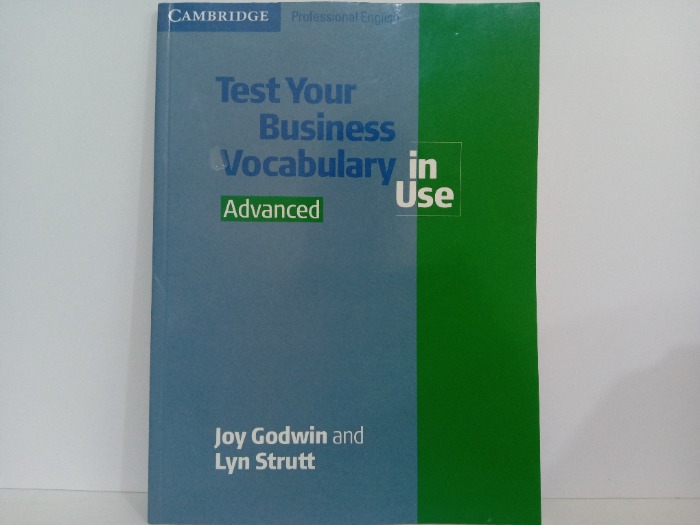 CAMBRIDGE Professional English
Test Your
Business
Vocabulary in
Use
Advanced
Joy Godwin and
Lyn Strutt